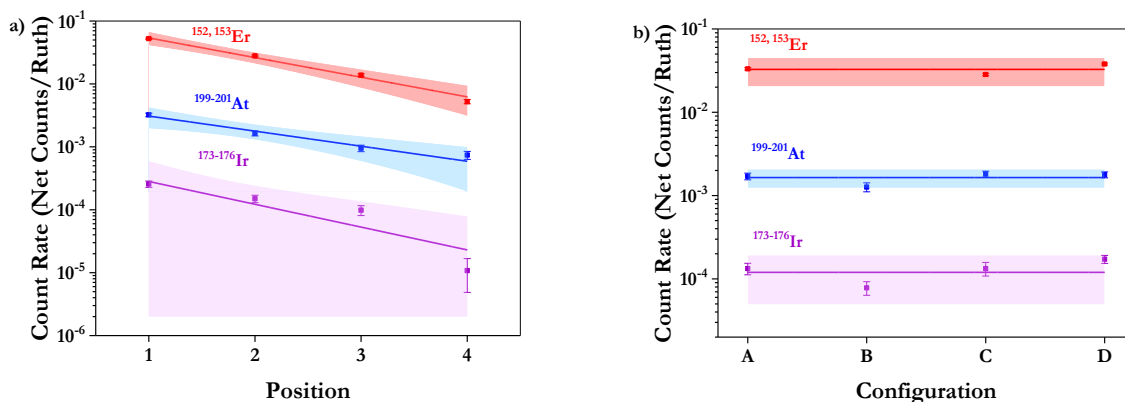 a)
Count Rate (Net Counts/Ruth)
10⁻¹
10⁻²
10⁻³
10⁻⁴
10⁻⁵
10⁻⁶
¹⁵²,¹⁵³Er
¹⁹⁹⁻²⁰¹At
¹⁷³⁻¹⁷⁶Ir
1 2 3 4
Position
b)
Count Rate (Net Counts/Ruth)
10⁻¹
10⁻²
10⁻³
10⁻⁴
¹⁵²,¹⁵³Er
¹⁹⁹⁻²⁰¹At
¹⁷³⁻¹⁷⁶Ir
A B C D
Configuration